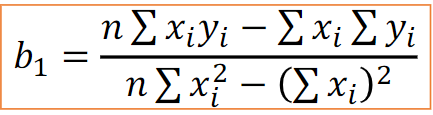 b₁ = (n ∑ xᵢyᵢ − ∑ xᵢ ∑ yᵢ) / (n ∑ xᵢ² − (∑ xᵢ)²)